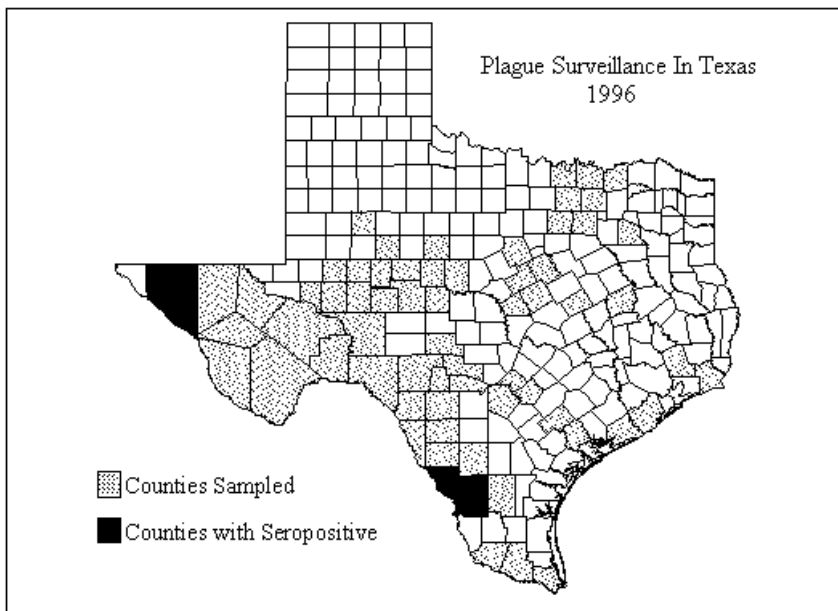 Plague Surveillance In Texas
1996
Counties Sampled
Counties with Seropositive